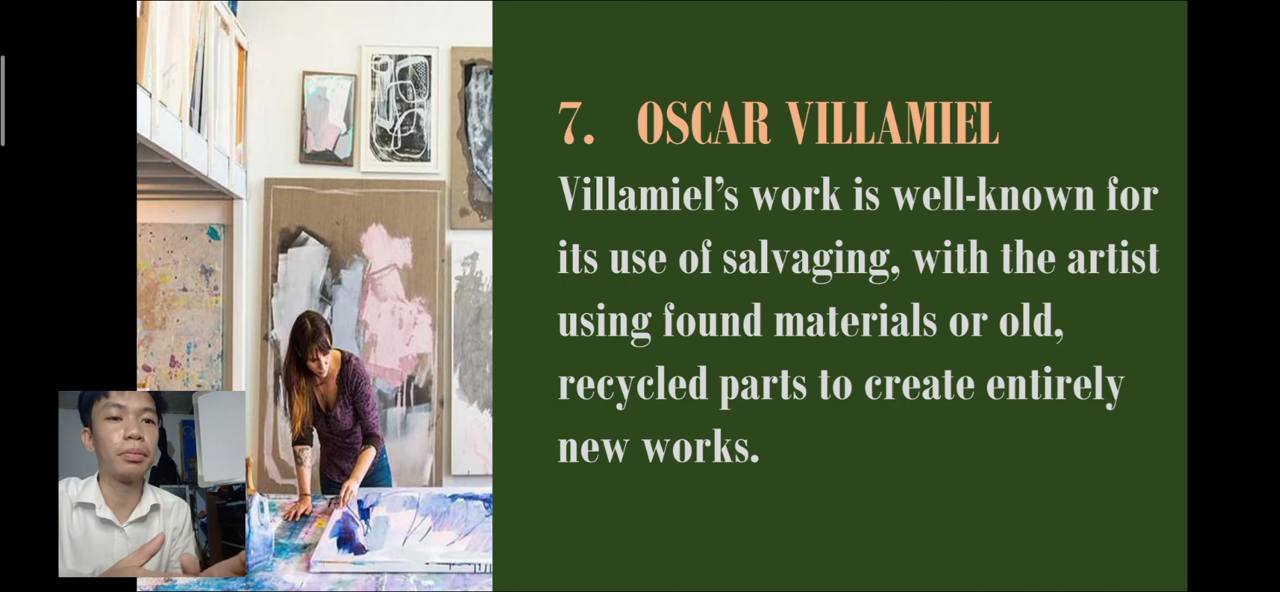 7. OSCAR VILLAMIEL
Villamiel’s work is well-known for
its use of salvaging, with the artist
using found materials or old,
recycled parts to create entirely
new works.